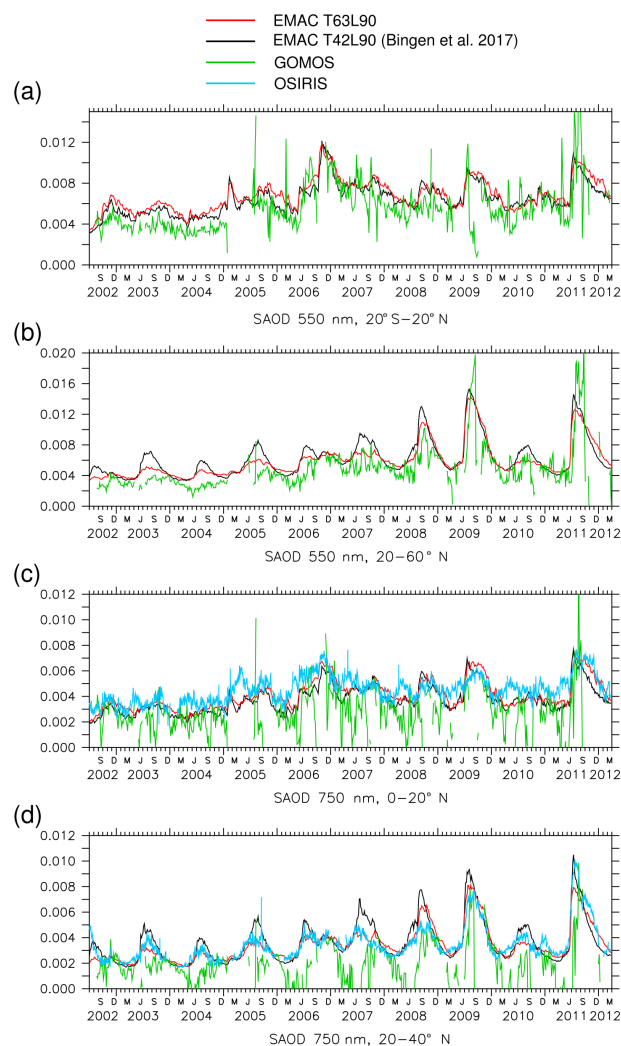 EMAC T63L90
EMAC T42L90 (Bingen et al. 2017)
GOMOS
OSIRIS
(a)
0.012
0.008
0.004
0.000
S D M J S D M J S D M J S D M J S D M J S D M J S D M J S D M J S D M J S D M
2002 2003 2004 2005 2006 2007 2008 2009 2010 2011 2012
SAOD 550 nm, 20°S−20°N
(b)
0.020
0.016
0.012
0.008
0.004
0.000
S D M J S D M J S D M J S D M J S D M J S D M J S D M J S D M J S D M J S D M
2002 2003 2004 2005 2006 2007 2008 2009 2010 2011 2012
SAOD 550 nm, 20−60° N
(c)
0.012
0.010
0.008
0.006
0.004
0.002
0.000
S D M J S D M J S D M J S D M J S D M J S D M J S D M J S D M J S D M J S D M
2002 2003 2004 2005 2006 2007 2008 2009 2010 2011 2012
SAOD 750 nm, 0−20° N
(d)
0.012
0.010
0.008
0.006
0.004
0.002
0.000
S D M J S D M J S D M J S D M J S D M J S D M J S D M J S D M J S D M J S D M
2002 2003 2004 2005 2006 2007 2008 2009 2010 2011 2012
SAOD 750 nm, 20−40° N